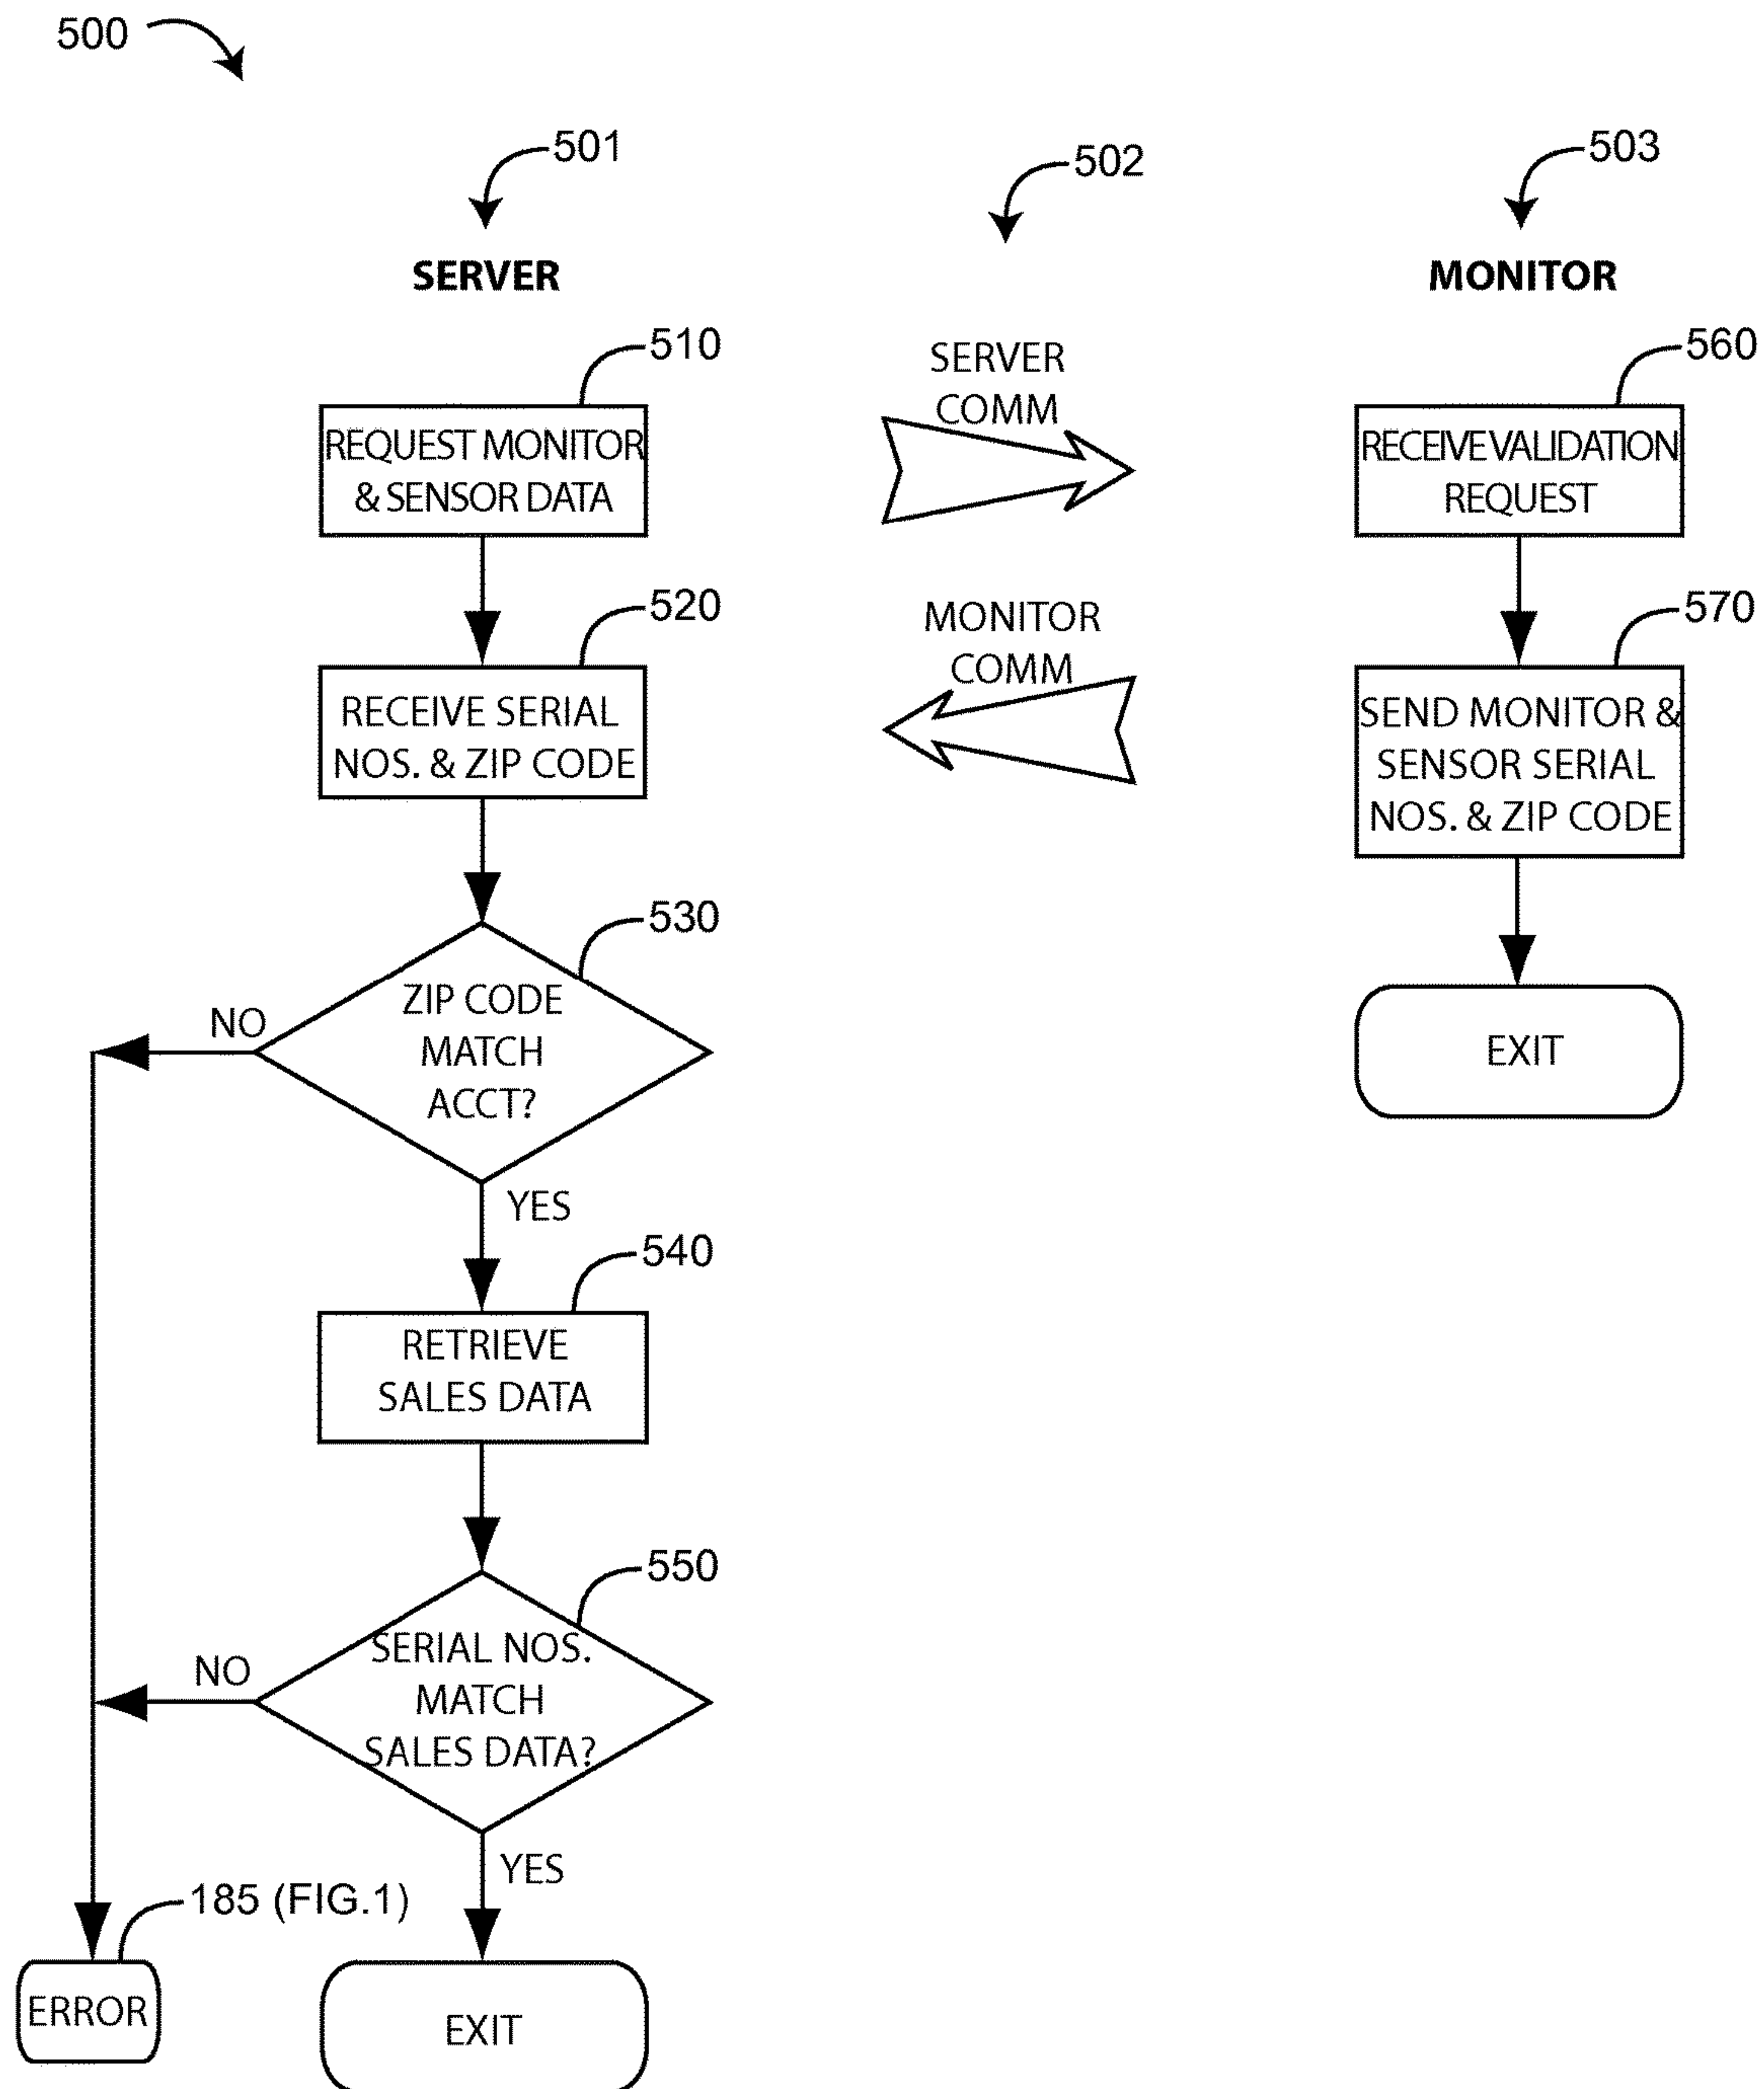 500
501
502
503
SERVER
MONITOR
510
REQUEST MONITOR
& SENSOR DATA
SERVER
COMM
560
RECEIVE VALIDATION
REQUEST
520
RECEIVE SERIAL
NOS. & ZIP CODE
MONITOR
COMM
570
SEND MONITOR &
SENSOR SERIAL
NOS. & ZIP CODE
530
ZIP CODE
MATCH
ACCT?
NO
YES
EXIT
540
RETRIEVE
SALES DATA
550
SERIAL NOS.
MATCH
SALES DATA?
NO
YES
185 (FIG.1)
ERROR
EXIT